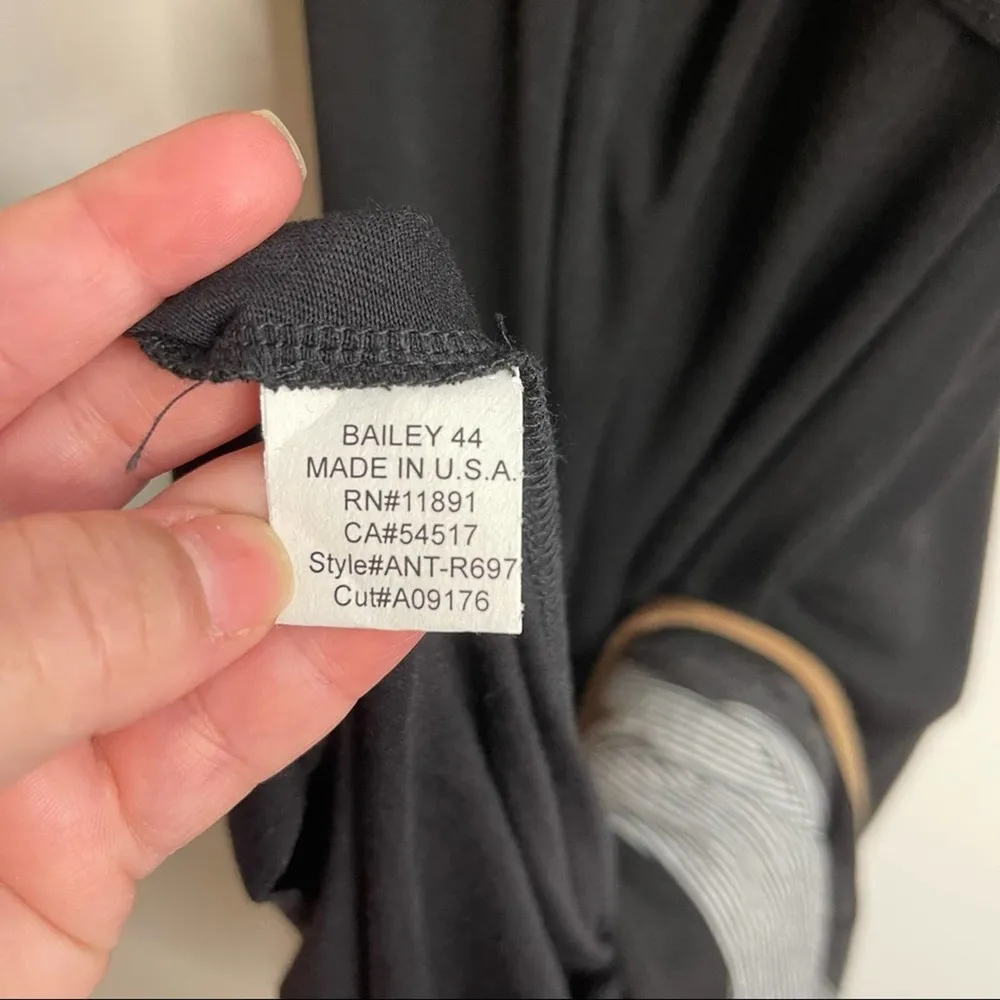 BAILEY 44
MADE IN U.S.A.
RN#11891
CA#54517
Style#ANT-R697
Cut#A09176